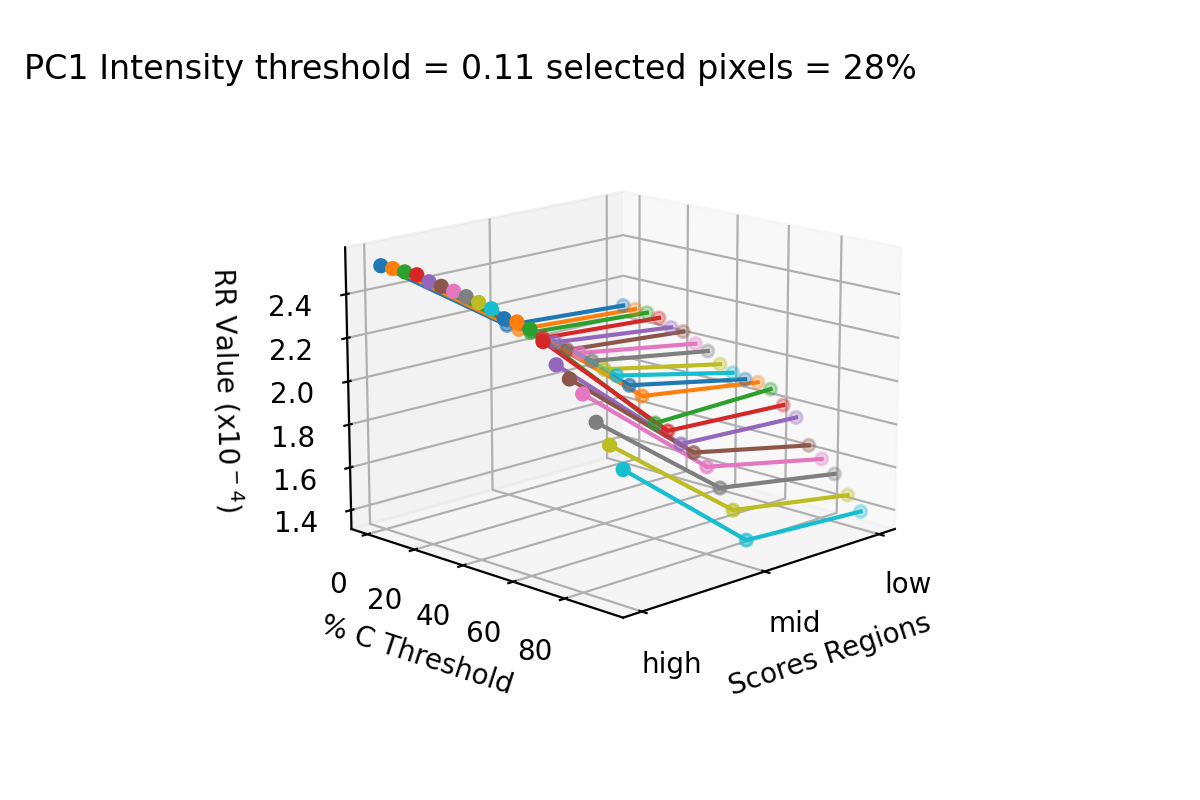 PC1 Intensity threshold = 0.11 selected pixels = 28%
RR Value (x10⁻⁴)
2.4
2.2
2.0
1.8
1.6
1.4
0
20
40
60
80
% C Threshold
high
mid
low
Scores Regions